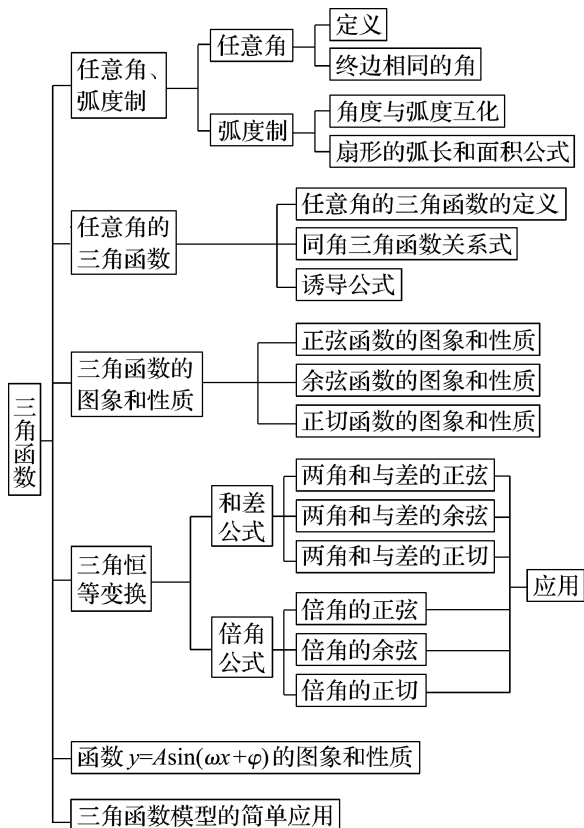 三角函数
任意角、
弧度制
任意角
定义
终边相同的角
弧度制
角度与弧度互化
扇形的弧长和面积公式
任意角的
三角函数
任意角的三角函数的定义
同角三角函数关系式
诱导公式
三角函数的
图象和性质
正弦函数的图象和性质
余弦函数的图象和性质
正切函数的图象和性质
三角恒
等变换
和差
公式
两角和与差的正弦
两角和与差的余弦
两角和与差的正切
倍角
公式
倍角的正弦
倍角的余弦
倍角的正切
应用
函数 y=Asin(ωx+φ)的图象和性质
三角函数模型的简单应用